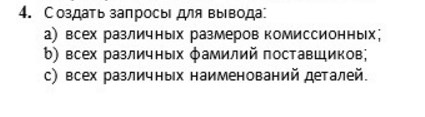 4. Создать запросы для вывода:
a) всех различных размеров комиссионных;
b) всех различных фамилий поставщиков;
c) всех различных наименований деталей.